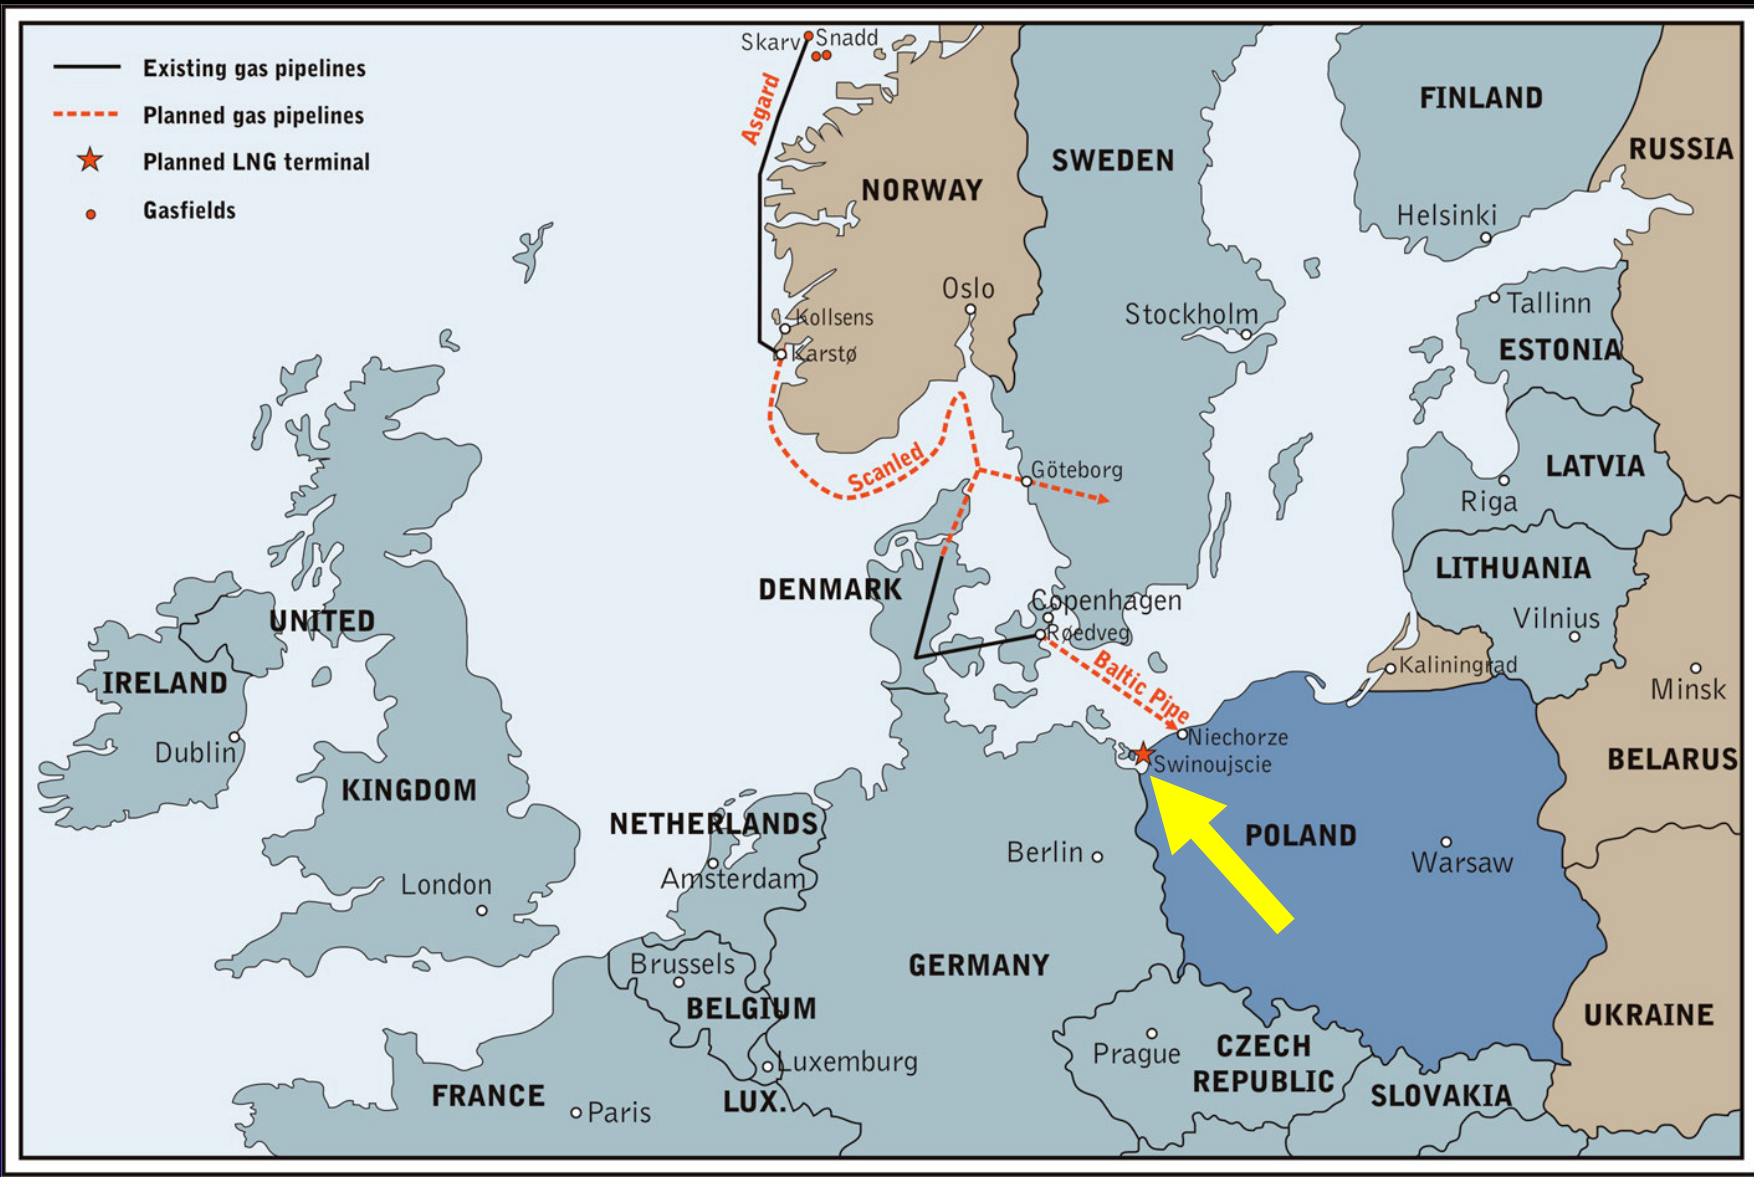 Existing gas pipelines
Planned gas pipelines
Planned LNG terminal
Gasfields
Skarv
Snadd
Asgard
NORWAY
SWEDEN
FINLAND
RUSSIA
Helsinki
Oslo
Stockholm
Tallinn
ESTONIA
Kollsens
Karstø
Scanled
Göteborg
LATVIA
Riga
LITHUANIA
Vilnius
DENMARK
Copenhagen
Røedveg
Baltic Pipe
Kaliningrad
Minsk
UNITED
KINGDOM
IRELAND
Dublin
London
Niechorze
Swinoujscie
BELARUS
NETHERLANDS
Amsterdam
Berlin
POLAND
Warsaw
Brussels
BELGIUM
GERMANY
UKRAINE
Luxemburg
LUX.
Prague
CZECH
REPUBLIC
SLOVAKIA
FRANCE
Paris